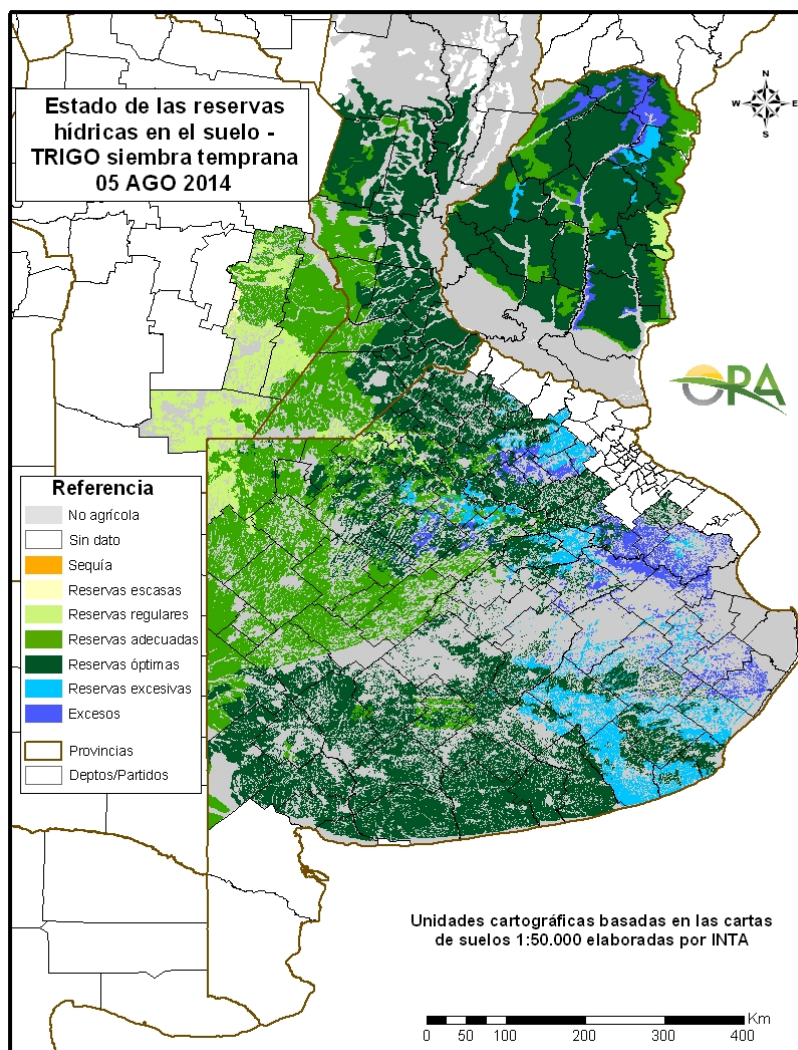 Estado de las reservas
hídricas en el suelo -
TRIGO siembra temprana
05 AGO 2014
N
W E
S
OPA
Referencia
No agrícola
Sin dato
Sequía
Reservas escasas
Reservas regulares
Reservas adecuadas
Reservas óptimas
Reservas excesivas
Excesos
Provincias
Deptos/Partidos
Unidades cartográficas basadas en las cartas
de suelos 1:50.000 elaboradas por INTA
Km
0 50 100 200 300 400